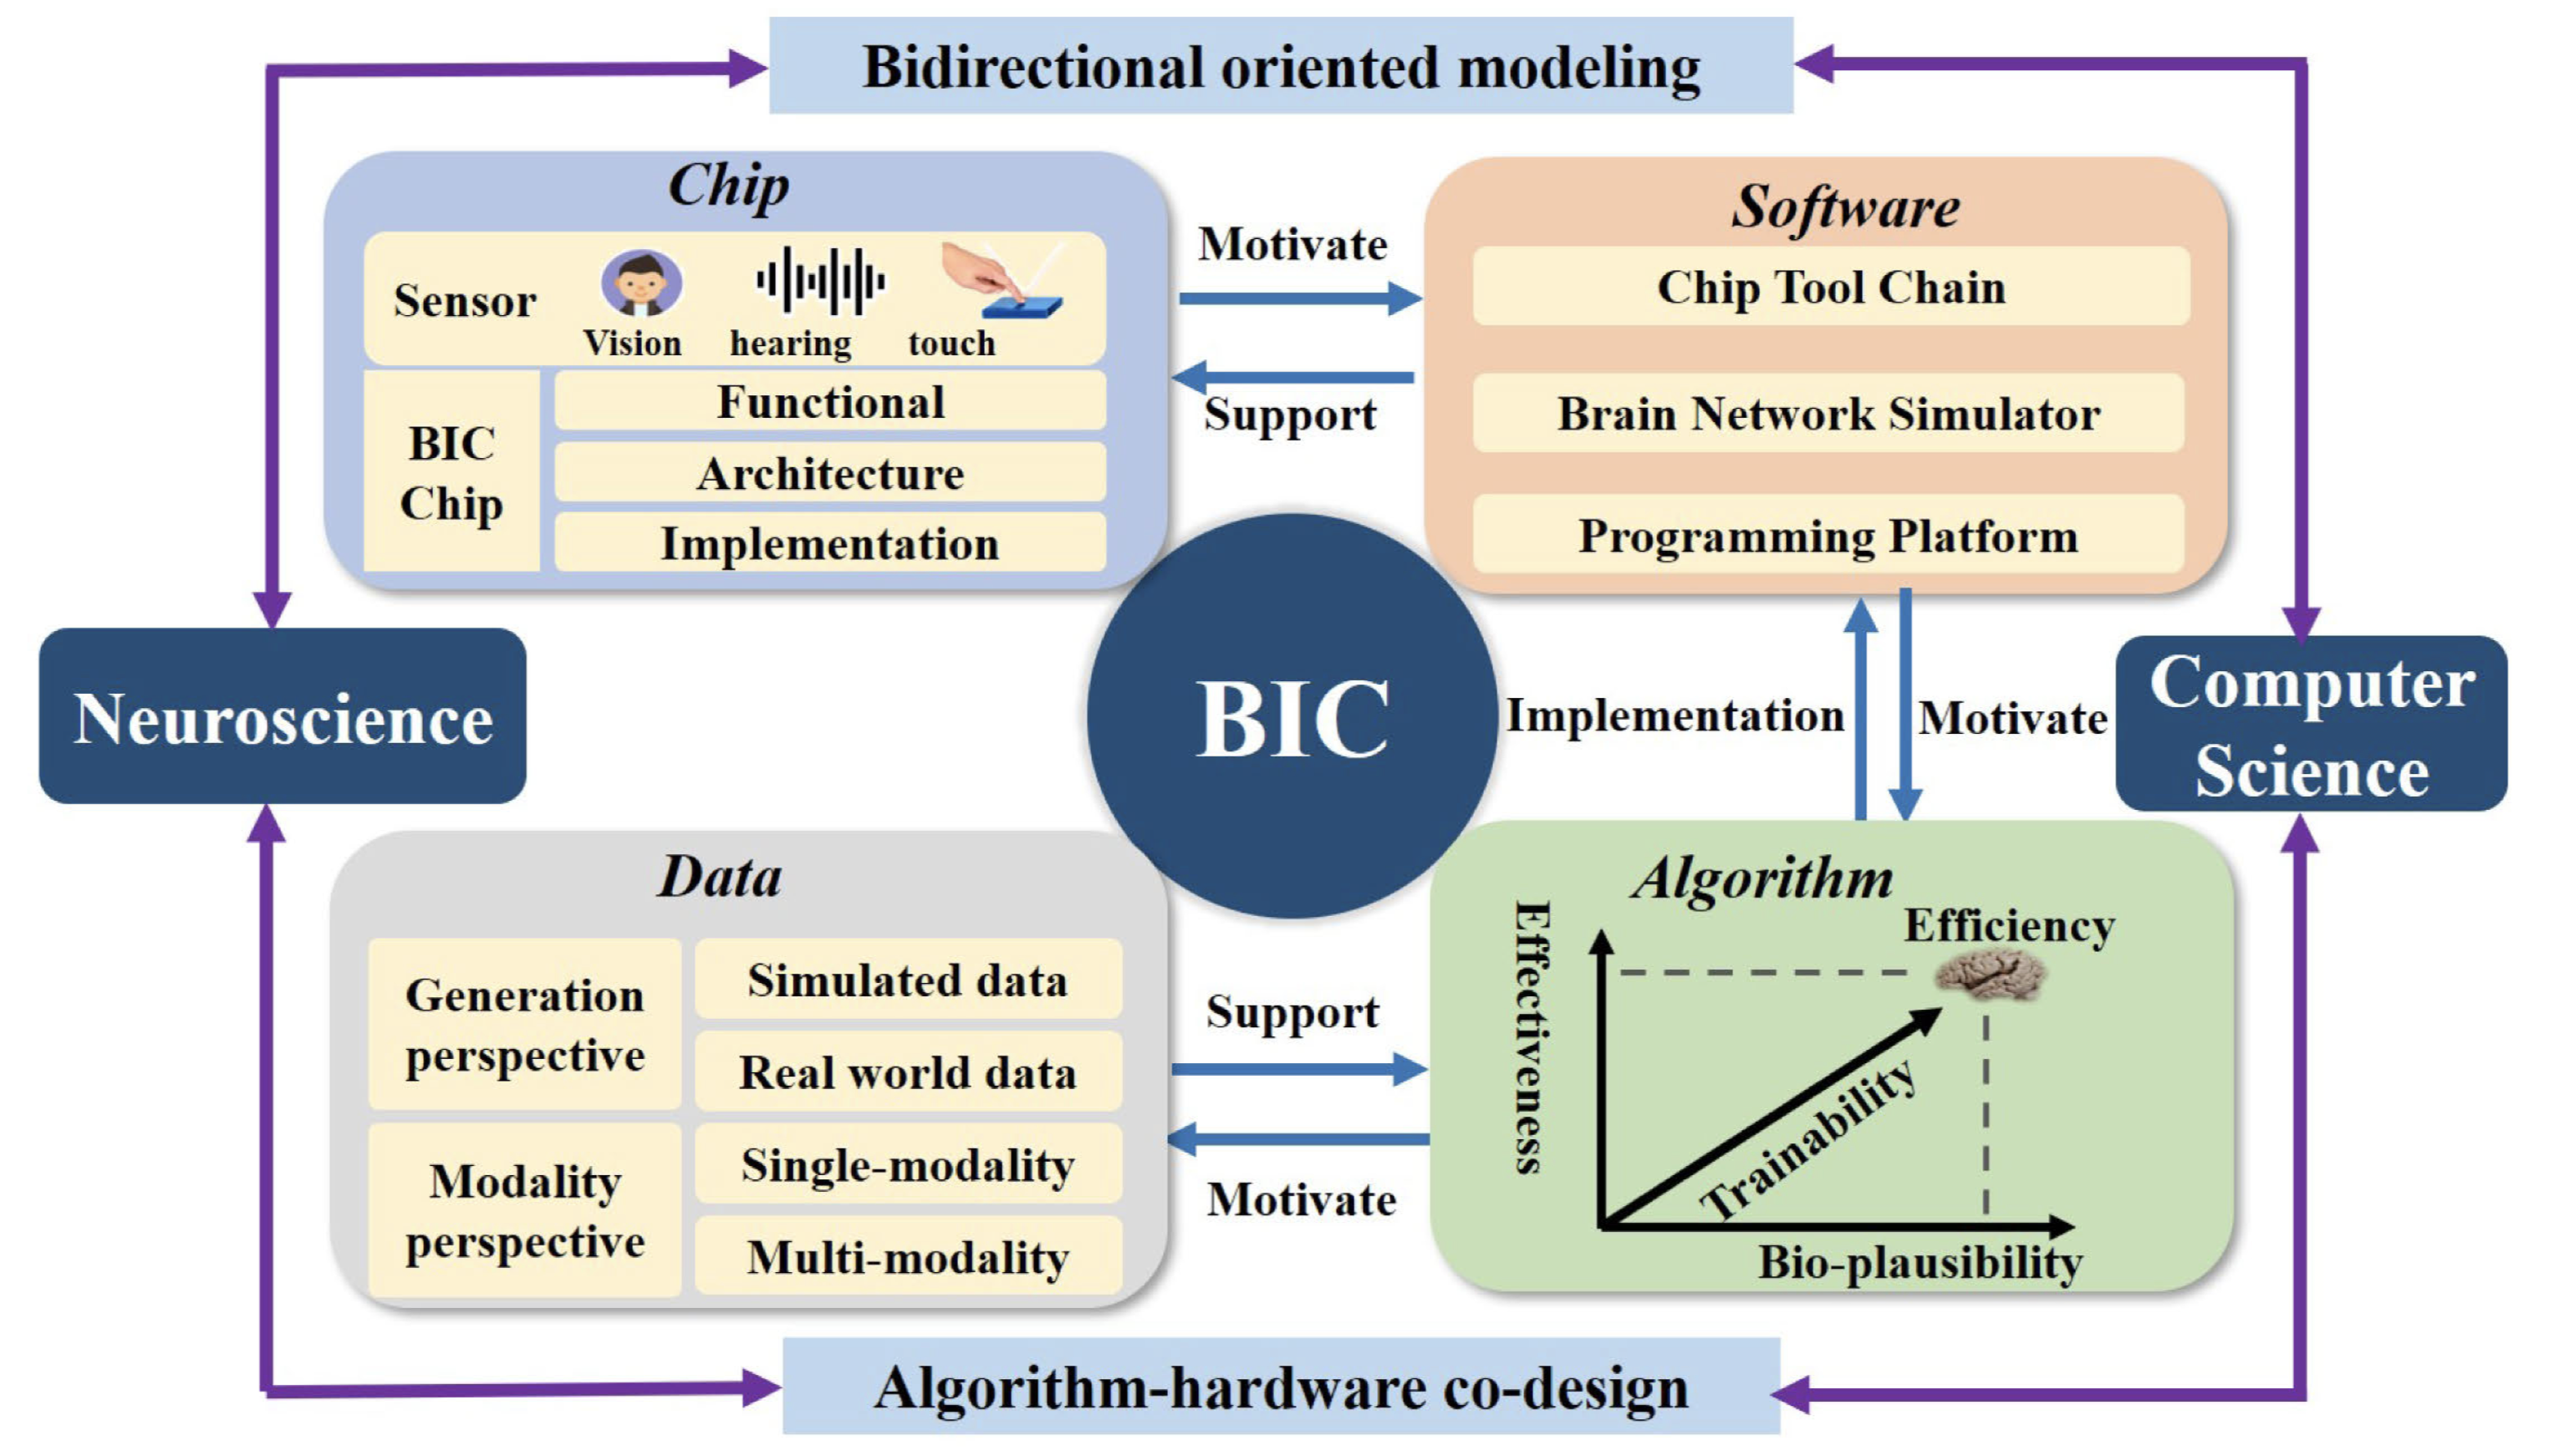 Bidirectional oriented modeling
Chip
Sensor
Vision
hearing
touch
BIC
Chip
Functional
Architecture
Implementation
Motivate
Support
Software
Chip Tool Chain
Brain Network Simulator
Programming Platform
Neuroscience
BIC
Implementation
Motivate
Computer
Science
Data
Generation
perspective
Simulated data
Real world data
Modality
perspective
Single-modality
Multi-modality
Support
Motivate
Algorithm
Effectiveness
Efficiency
Trainability
Bio-plausibility
Algorithm-hardware co-design